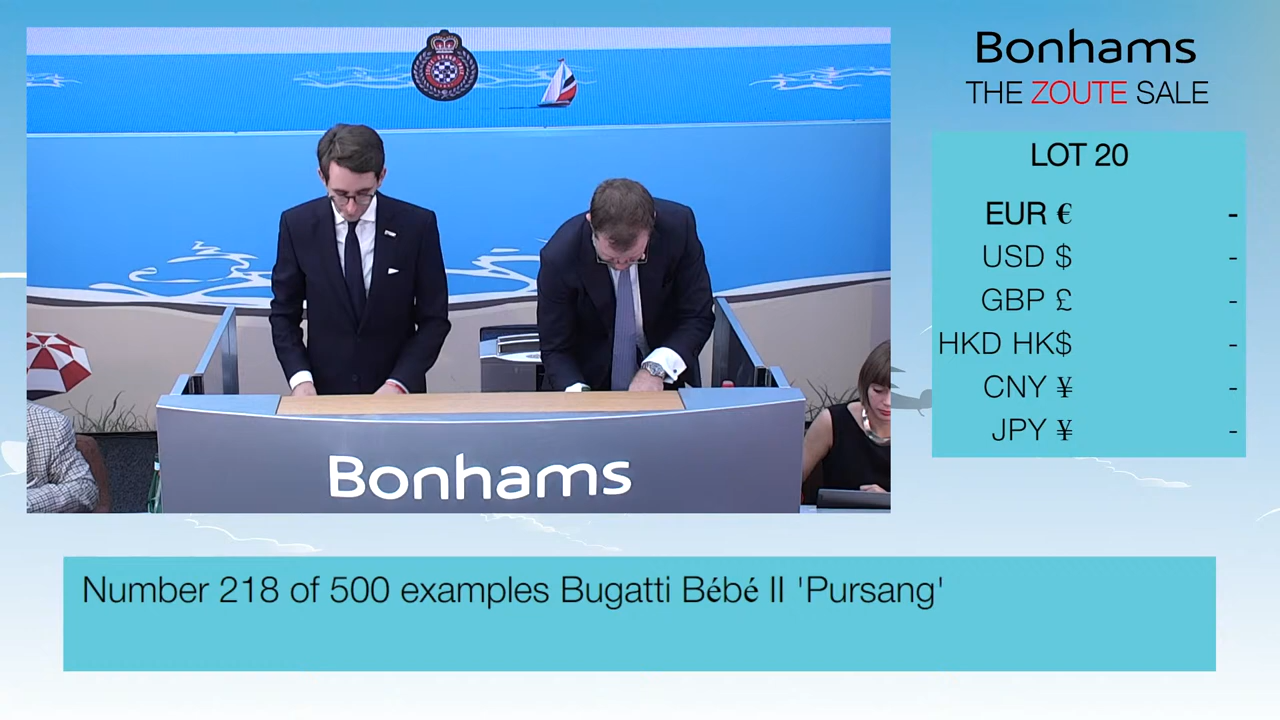 Bonhams
THE ZOUTE SALE
LOT 20
EUR € -
USD $ -
GBP £ -
HKD HK$ -
CNY ¥ -
JPY ¥ -
Bonhams
Number 218 of 500 examples Bugatti Bébé II 'Pursang'